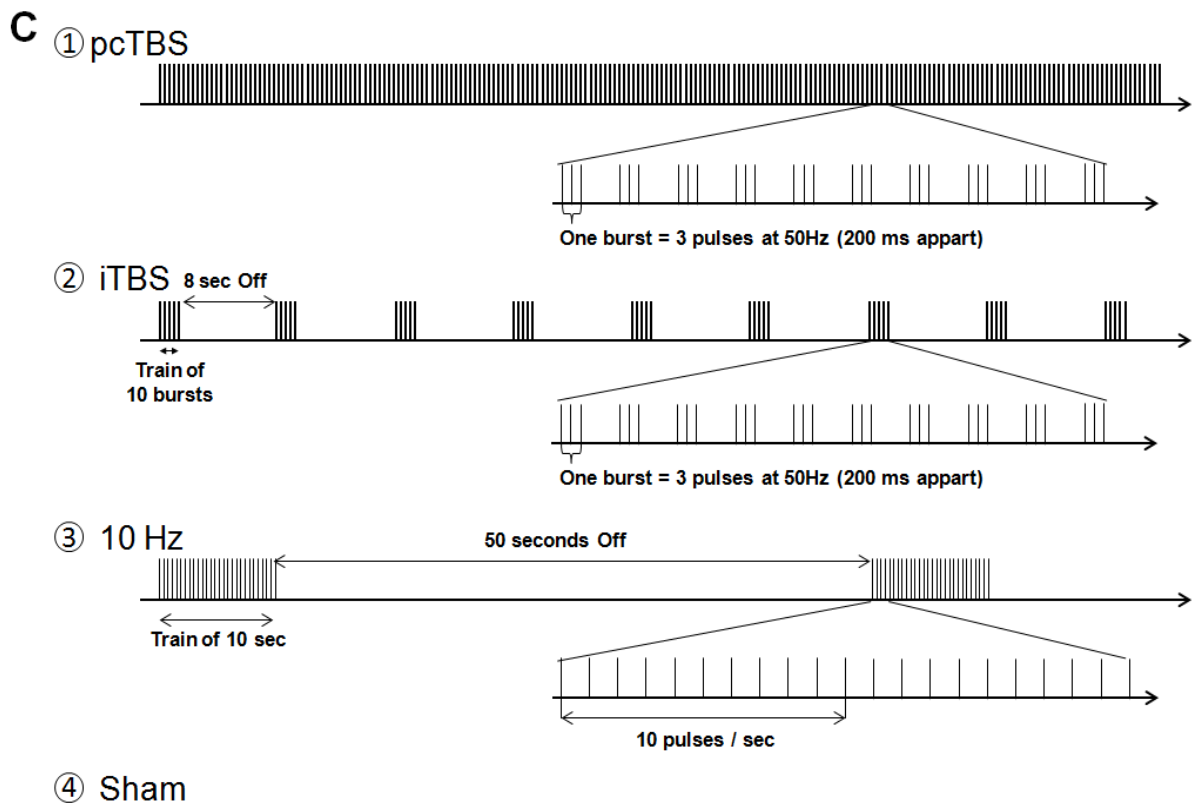 C
① pcTBS
One burst = 3 pulses at 50Hz (200 ms appart)
② iTBS
8 sec Off
Train of
10 bursts
One burst = 3 pulses at 50Hz (200 ms appart)
③ 10 Hz
50 seconds Off
Train of 10 sec
10 pulses / sec
④ Sham